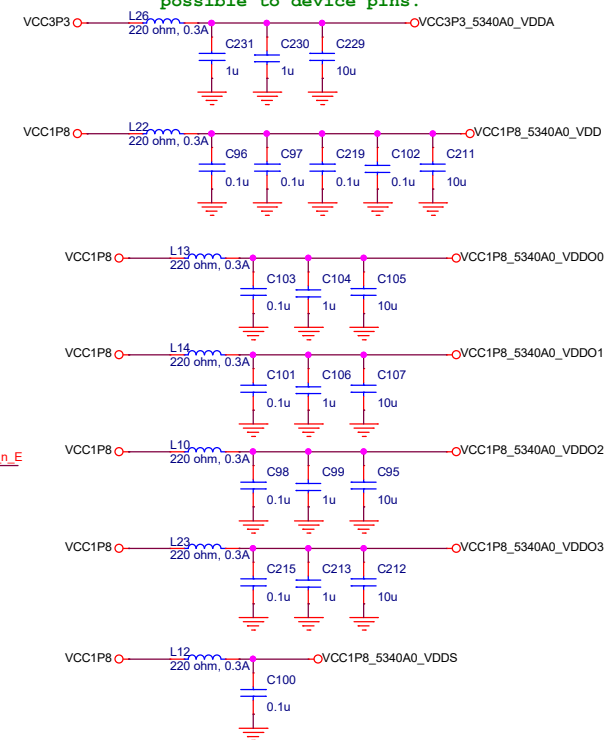 possible to device pins.
VCC3P3 L26 VCC3P3_5340A0_VDDA
220 ohm, 0.3A
C231 C230 C229
1u 1u 10u
VCC1P8 L22 VCC1P8_5340A0_VDD
220 ohm, 0.3A
C96 C97 C219 C102 C211
0.1u 0.1u 0.1u 0.1u 10u
VCC1P8 L13 VCC1P8_5340A0_VDDO0
220 ohm, 0.3A
C103 C104 C105
0.1u 1u 10u
VCC1P8 L14 VCC1P8_5340A0_VDDO1
220 ohm, 0.3A
C101 C106 C107
0.1u 1u 10u
VCC1P8 L10 VCC1P8_5340A0_VDDO2
n_E 220 ohm, 0.3A
C98 C99 C95
0.1u 1u 10u
VCC1P8 L23 VCC1P8_5340A0_VDDO3
220 ohm, 0.3A
C215 C213 C212
0.1u 1u 10u
VCC1P8 L12 VCC1P8_5340A0_VDDS
220 ohm, 0.3A
C100
0.1u